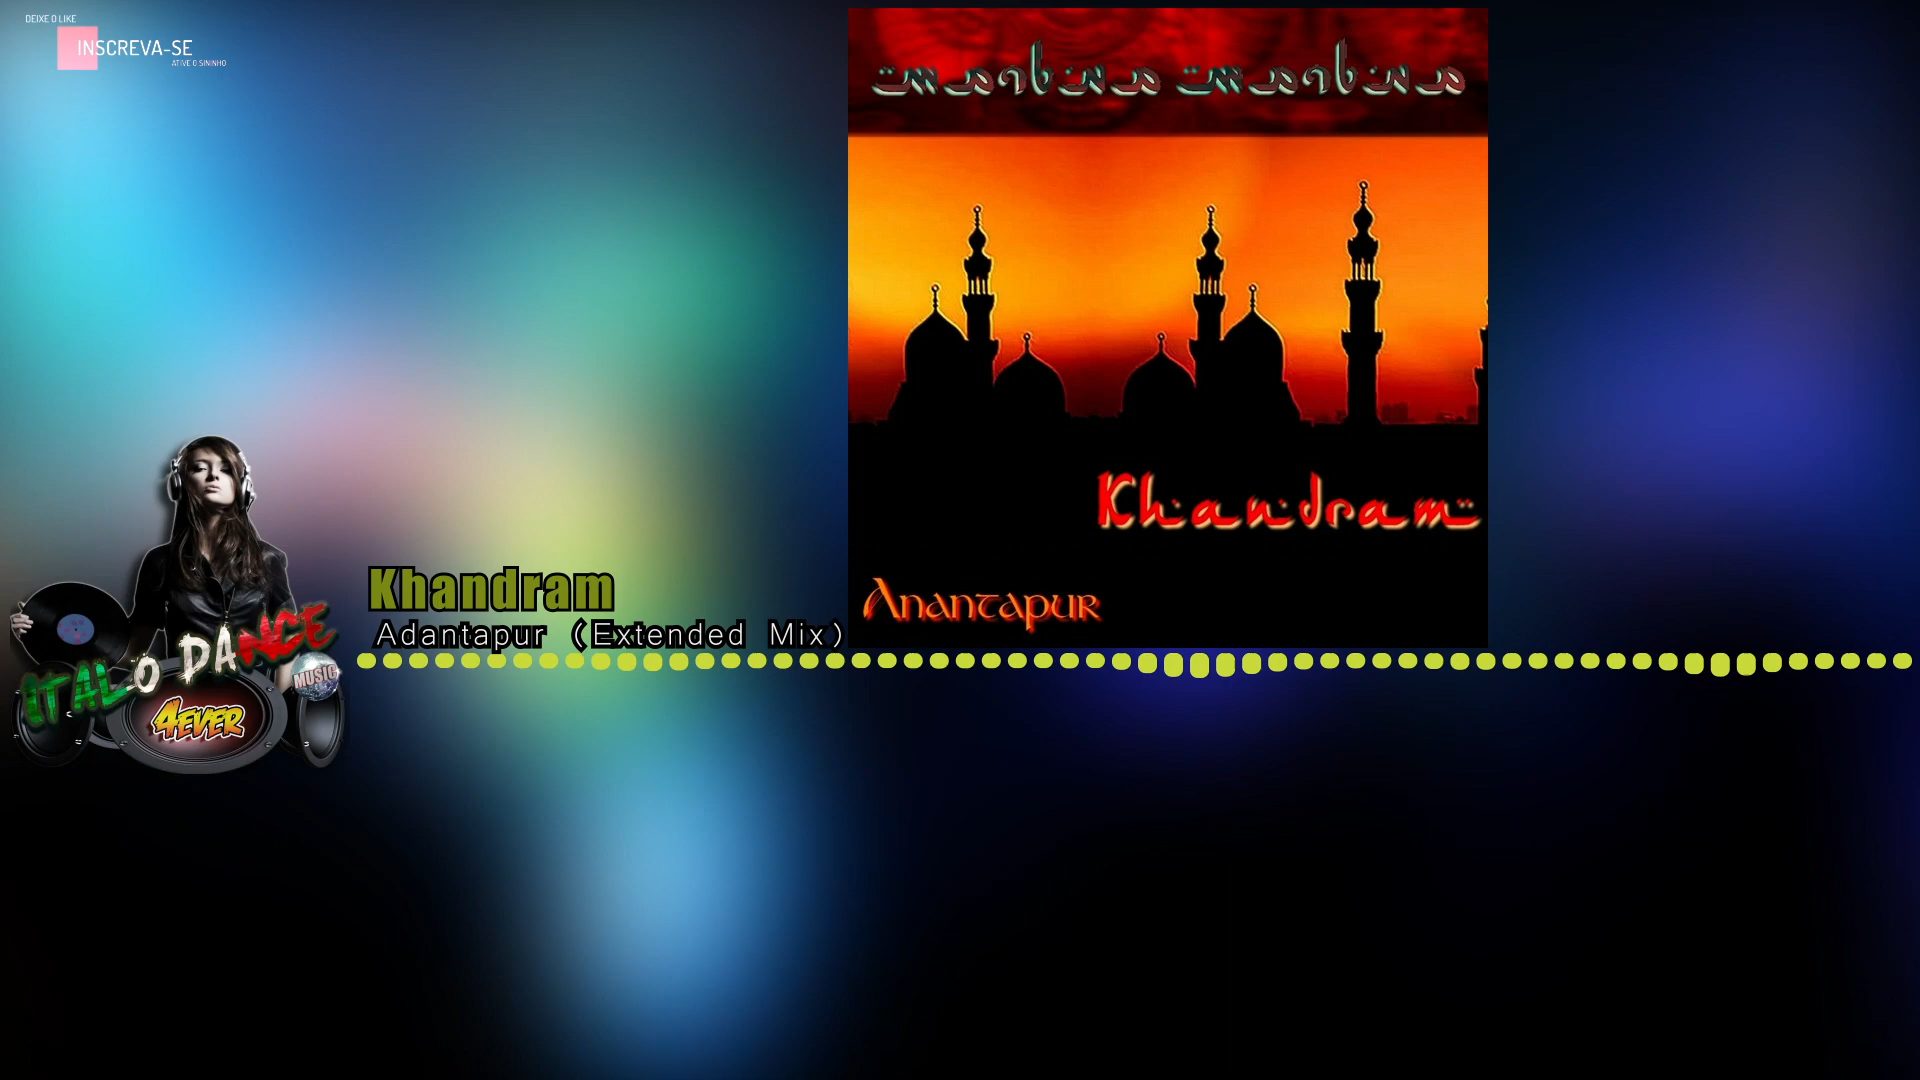 DEIXE O LIKE
INSCREVA-SE
ATIVE O SININHO
Khandram
Anantapur
Khandram
Adantapur (Extended Mix)
ITALO DANCE
MUSIC
4EVER